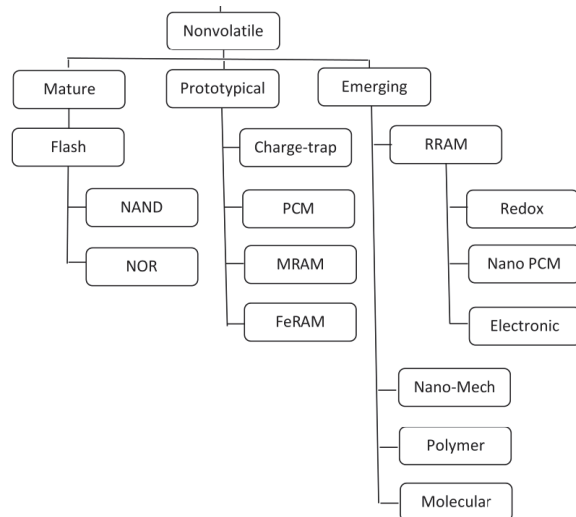 Nonvolatile
Mature
Prototypical
Emerging
Flash
Charge-trap
RRAM
NAND
PCM
Redox
NOR
MRAM
Nano PCM
FeRAM
Electronic
Nano-Mech
Polymer
Molecular